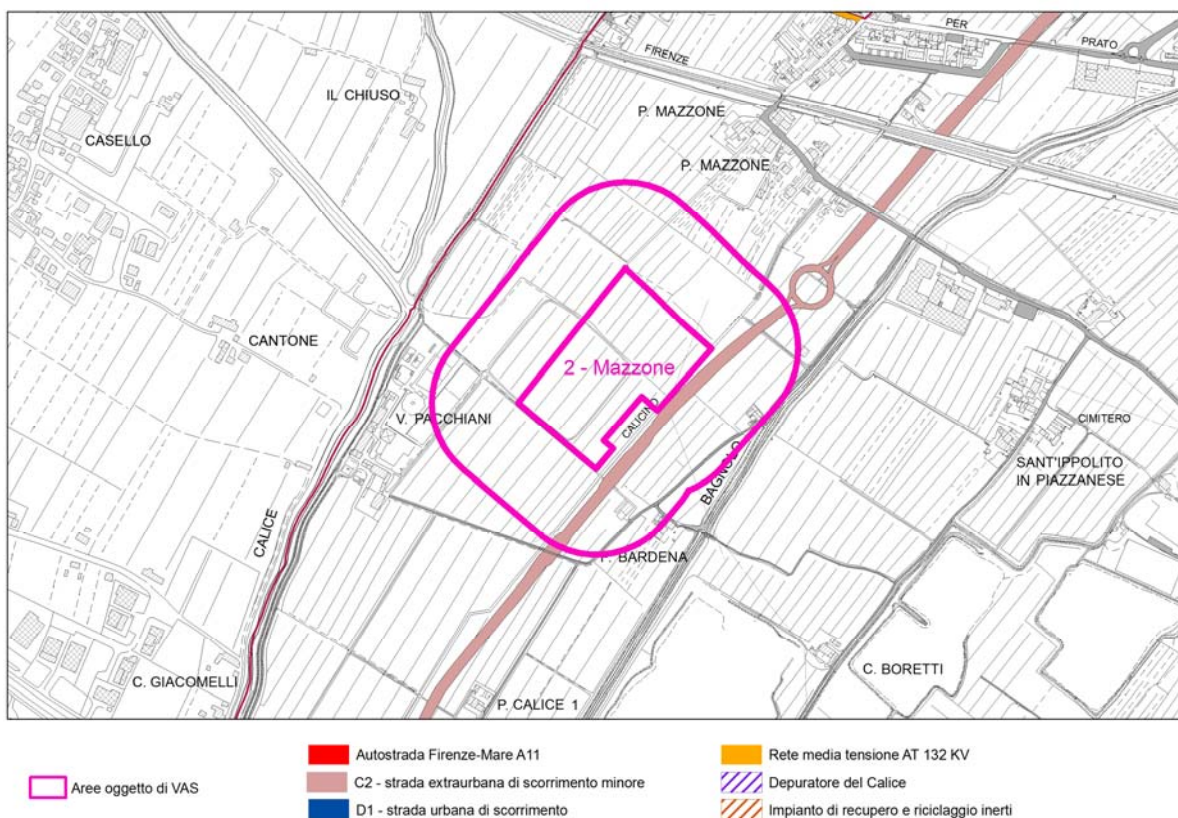 PER
PRATO
FIRENZE
IL CHIUSO
P. MAZZONE
CASELLO
P. MAZZONE
CANTONE
2 - Mazzone
V. PACCHIANI
CALICINO
CIMITERO
BAGNOLO
SANT'IPPOLITO
IN PIAZZANESE
CALICE
BARDENA
C. BORETTI
C. GIACOMELLI
P. CALICE 1
Aree oggetto di VAS
Autostrada Firenze-Mare A11
C2 - strada extraurbana di scorrimento minore
D1 - strada urbana di scorrimento
Rete media tensione AT 132 KV
Depuratore del Calice
Impianto di recupero e riciclaggio inerti